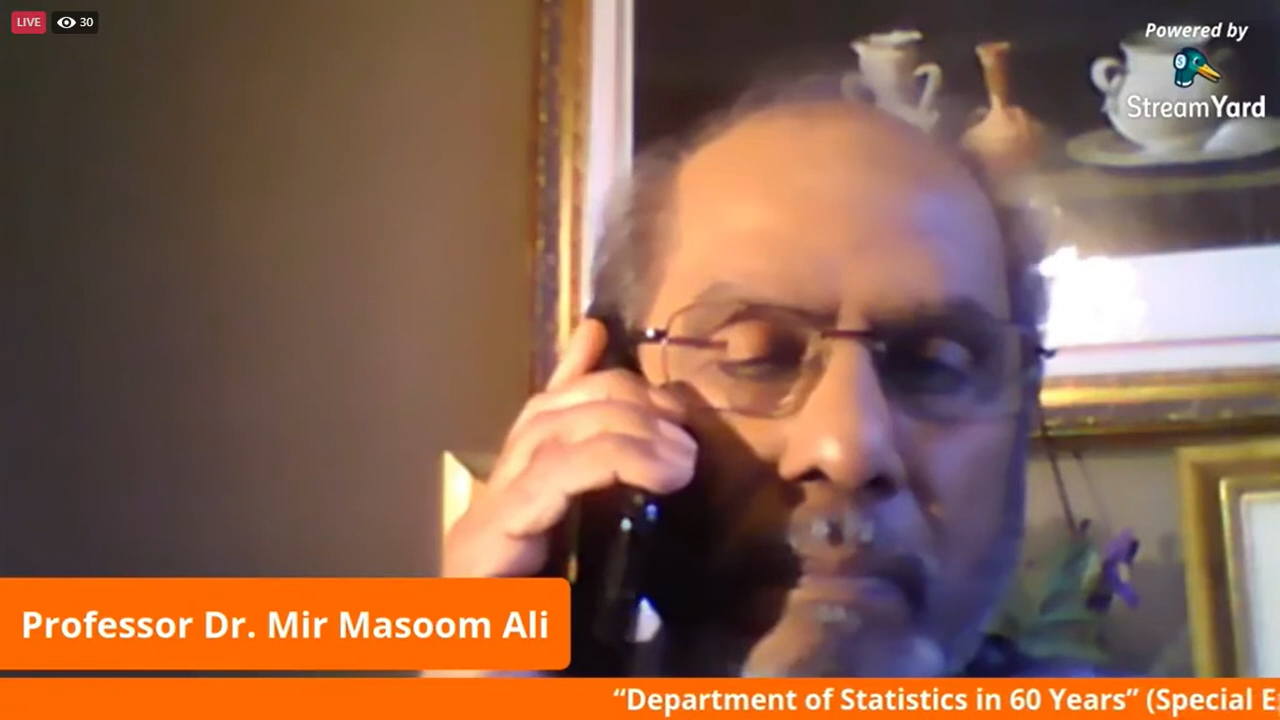 LIVE 30
Powered by
StreamYard
Professor Dr. Mir Masoom Ali
“Department of Statistics in 60 Years” (Special